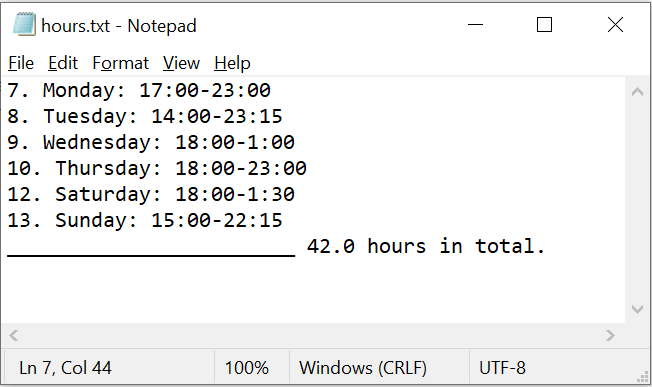 hours.txt - Notepad
File Edit Format View Help
7. Monday: 17:00-23:00
8. Tuesday: 14:00-23:15
9. Wednesday: 18:00-1:00
10. Thursday: 18:00-23:00
12. Saturday: 18:00-1:30
13. Sunday: 15:00-22:15
________________________ 42.0 hours in total.
Ln 7, Col 44 100% Windows (CRLF) UTF-8